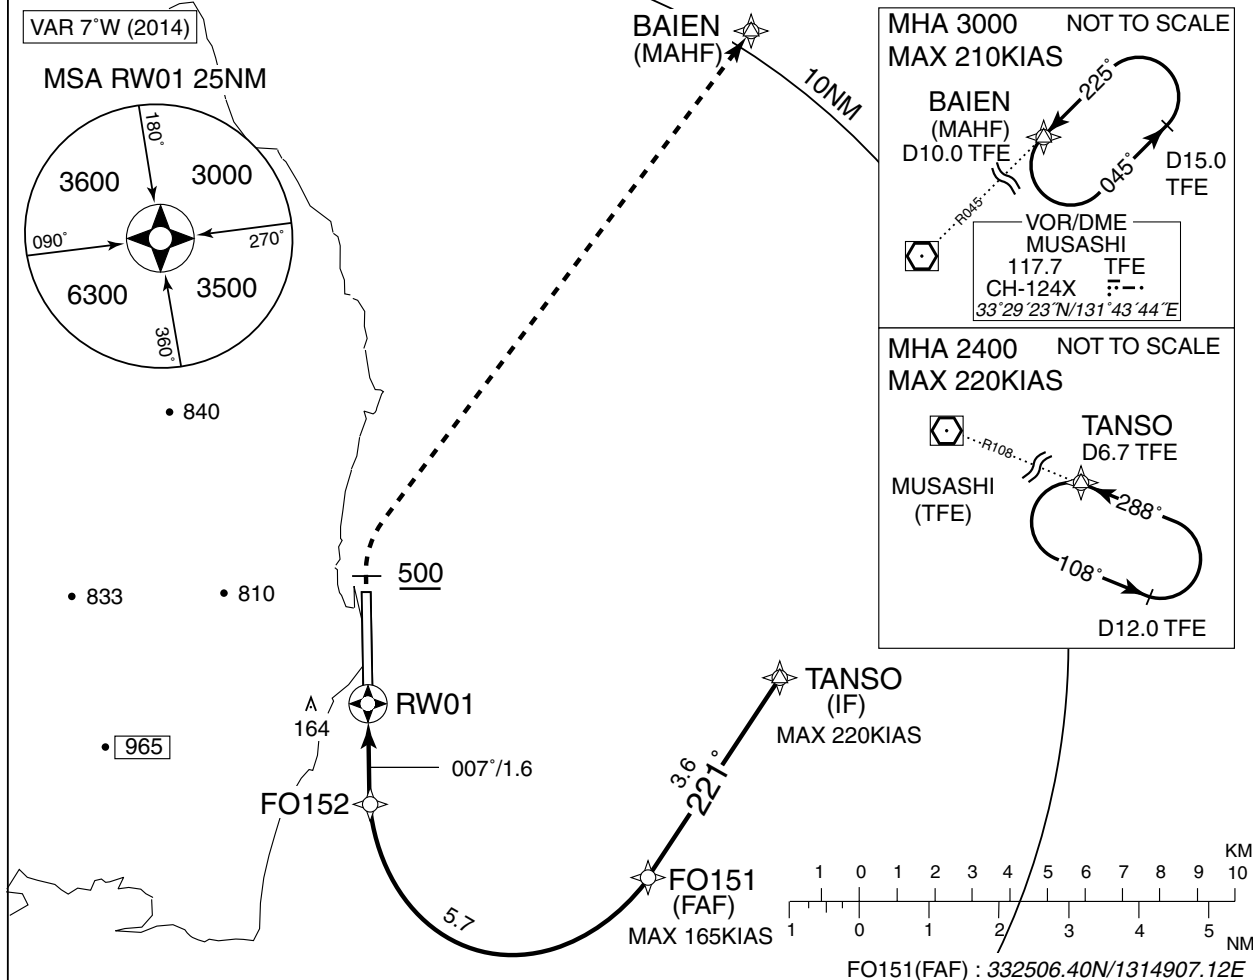 VAR 7°W (2014)
MSA RW01 25NM
180°
3600
3000
090°
270°
6300
3500
360°
840
833
810
965
164
500
RW01
007°/1.6
FO152
5.7
BAIEN
(MAHF)
10NM
TANSO
(IF)
MAX 220KIAS
3.6
221°
FO151
(FAF)
MAX 165KIAS
MHA 3000 NOT TO SCALE
MAX 210KIAS
BAIEN
(MAHF)
D10.0 TFE
225°
045°
D15.0
TFE
R045
VOR/DME
MUSASHI
117.7 TFE
CH-124X
33°29´23˝N/131°43´44˝E
MHA 2400 NOT TO SCALE
MAX 220KIAS
TANSO
D6.7 TFE
R108
MUSASHI
(TFE)
288°
108°
D12.0 TFE
KM
1 0 1 2 3 4 5 6 7 8 9 10
1 0 1 2 3 4 5
NM
FO151(FAF) : 332506.40N/1314907.12E